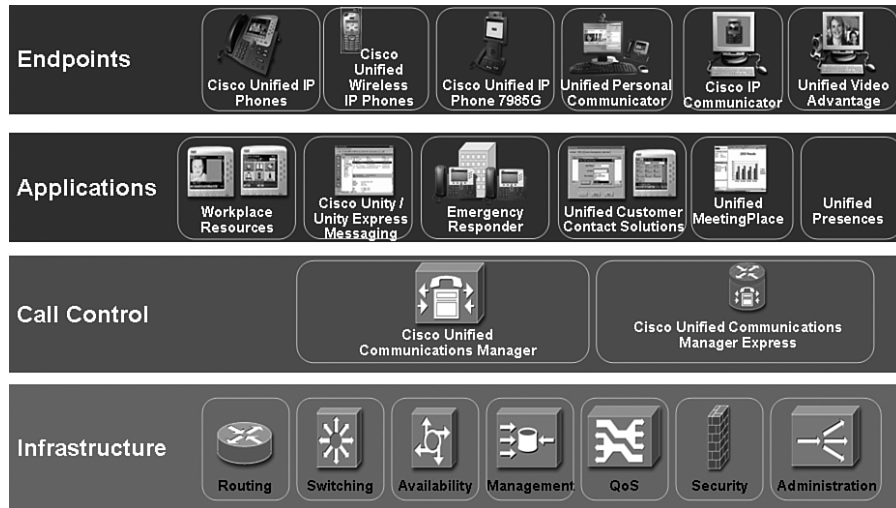 Endpoints
Cisco Unified IP
Phones
Cisco
Unified
Wireless
IP Phones
Cisco Unified IP
Phone 7985G
Unified Personal
Communicator
Cisco IP
Communicator
Unified Video
Advantage
Applications
Workplace
Resources
Cisco Unity /
Unity Express
Messaging
Emergency
Responder
Unified Customer
Contact Solutions
Unified
MeetingPlace
Unified
Presences
Call Control
Cisco Unified
Communications Manager
Cisco Unified Communications
Manager Express
Infrastructure
Routing
Switching
Availability
Management
QoS
Security
Administration